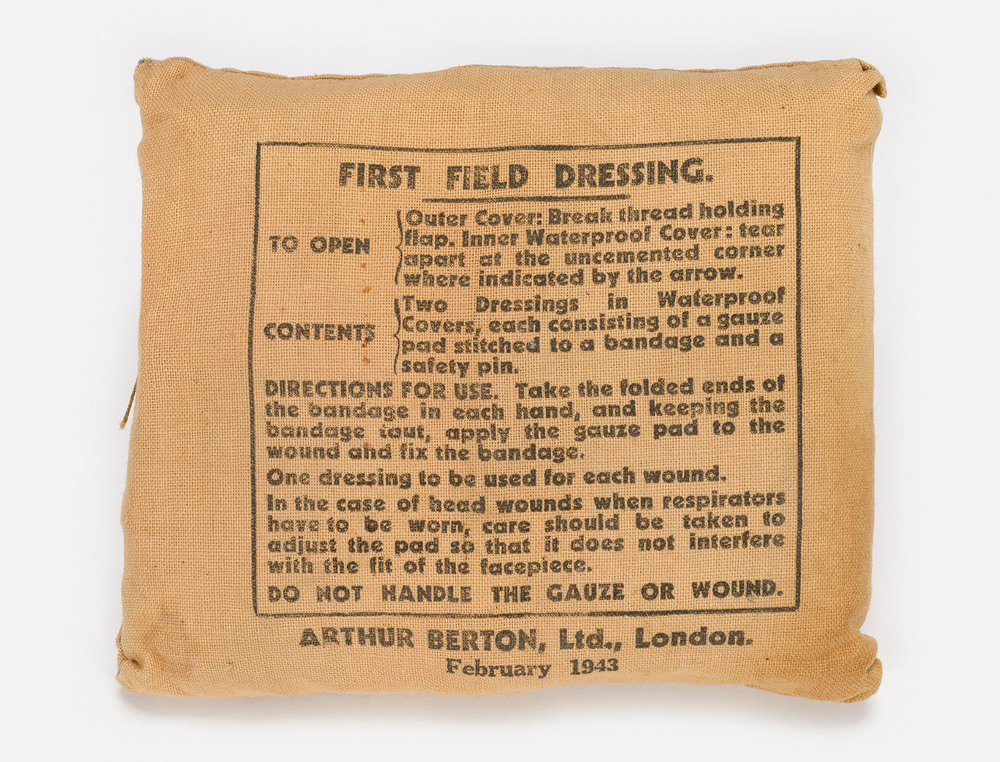 FIRST FIELD DRESSING.
TO OPEN
Outer Cover: Break thread holding
flap. Inner Waterproof Cover: tear
apart at the uncemented corner
where indicated by the arrow.
CONTENTS
Two Dressings in Waterproof
Covers, each consisting of a gauze
pad stitched to a bandage and a
safety pin.
DIRECTIONS FOR USE. Take the folded ends of
the bandage in each hand, and keeping the
bandage taut, apply the gauze pad to the
wound and fix the bandage.
One dressing to be used for each wound.
In the case of head wounds when respirators
have to be worn, care should be taken to
adjust the pad so that it does not interfere
with the fit of the facepiece.
DO NOT HANDLE THE GAUZE OR WOUND.
ARTHUR BERTON, Ltd., London.
February 1943